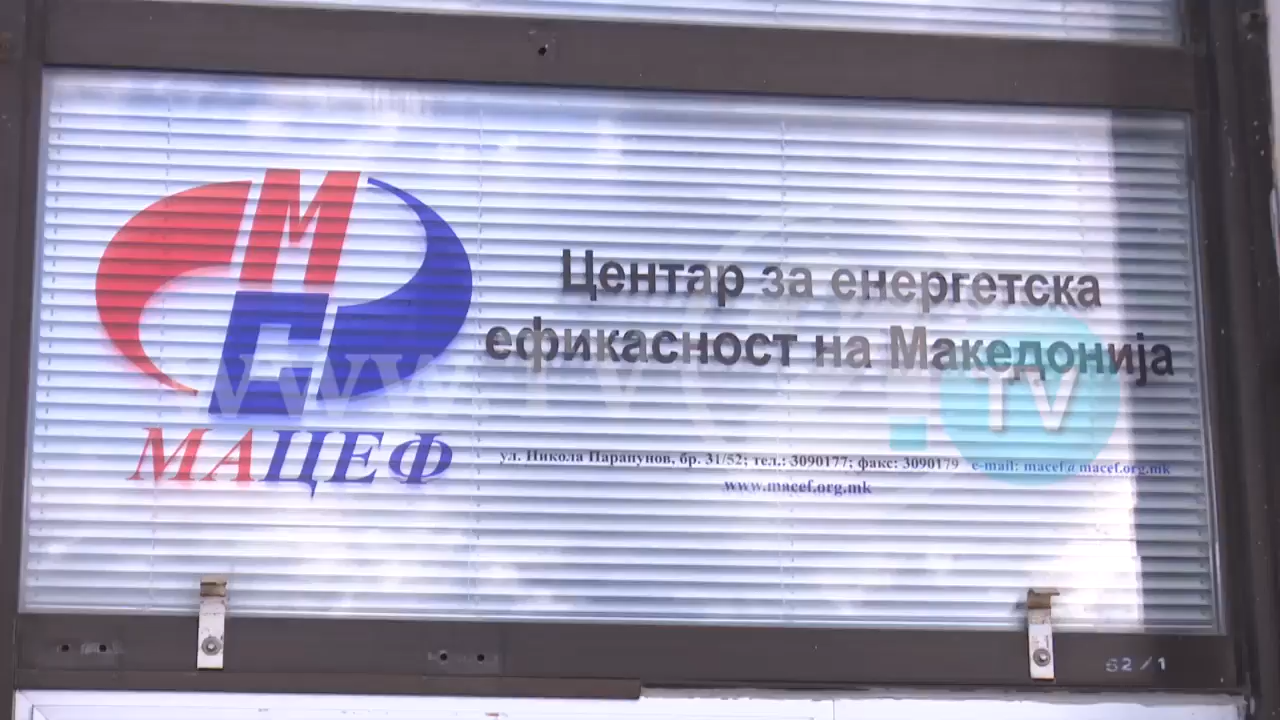 Центар за енергетска
ефикасност на Македонија
МАЦЕФ
ул. Никола Парапунов, бр. 31/52; тел.: 3090177; факс: 3090179 e-mail: macef@macef.org.mk
www.macef.org.mk
TV
62/1